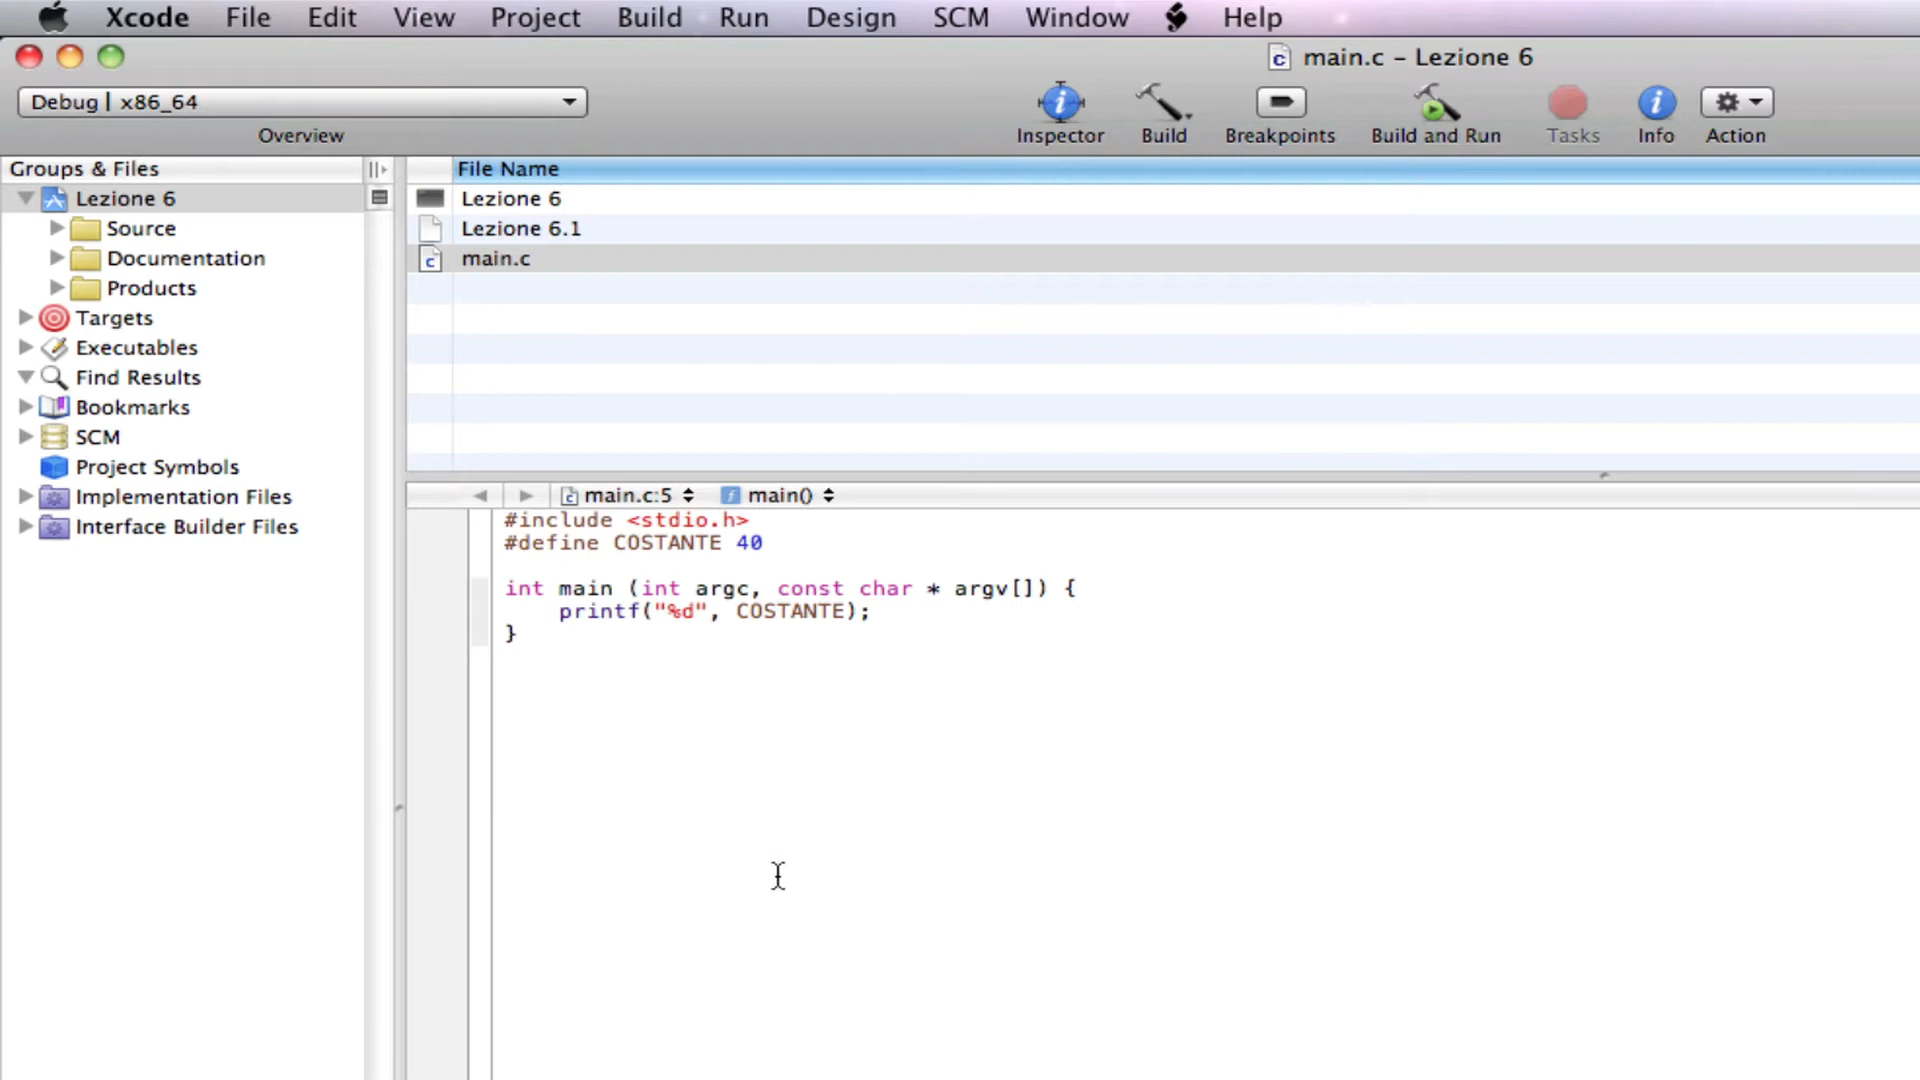 Xcode File Edit View Project Build Run Design SCM Window Help
main.c – Lezione 6
Debug | x86_64
Overview
Inspector Build Breakpoints Build and Run Tasks Info Action
Groups & Files
File Name
Lezione 6
Source
Documentation
Products
Targets
Executables
Find Results
Bookmarks
SCM
Project Symbols
Implementation Files
Interface Builder Files
Lezione 6
Lezione 6.1
main.c
main.c:5 main()
#include <stdio.h>
#define COSTANTE 40
int main (int argc, const char * argv[]) {
printf("%d", COSTANTE);
}